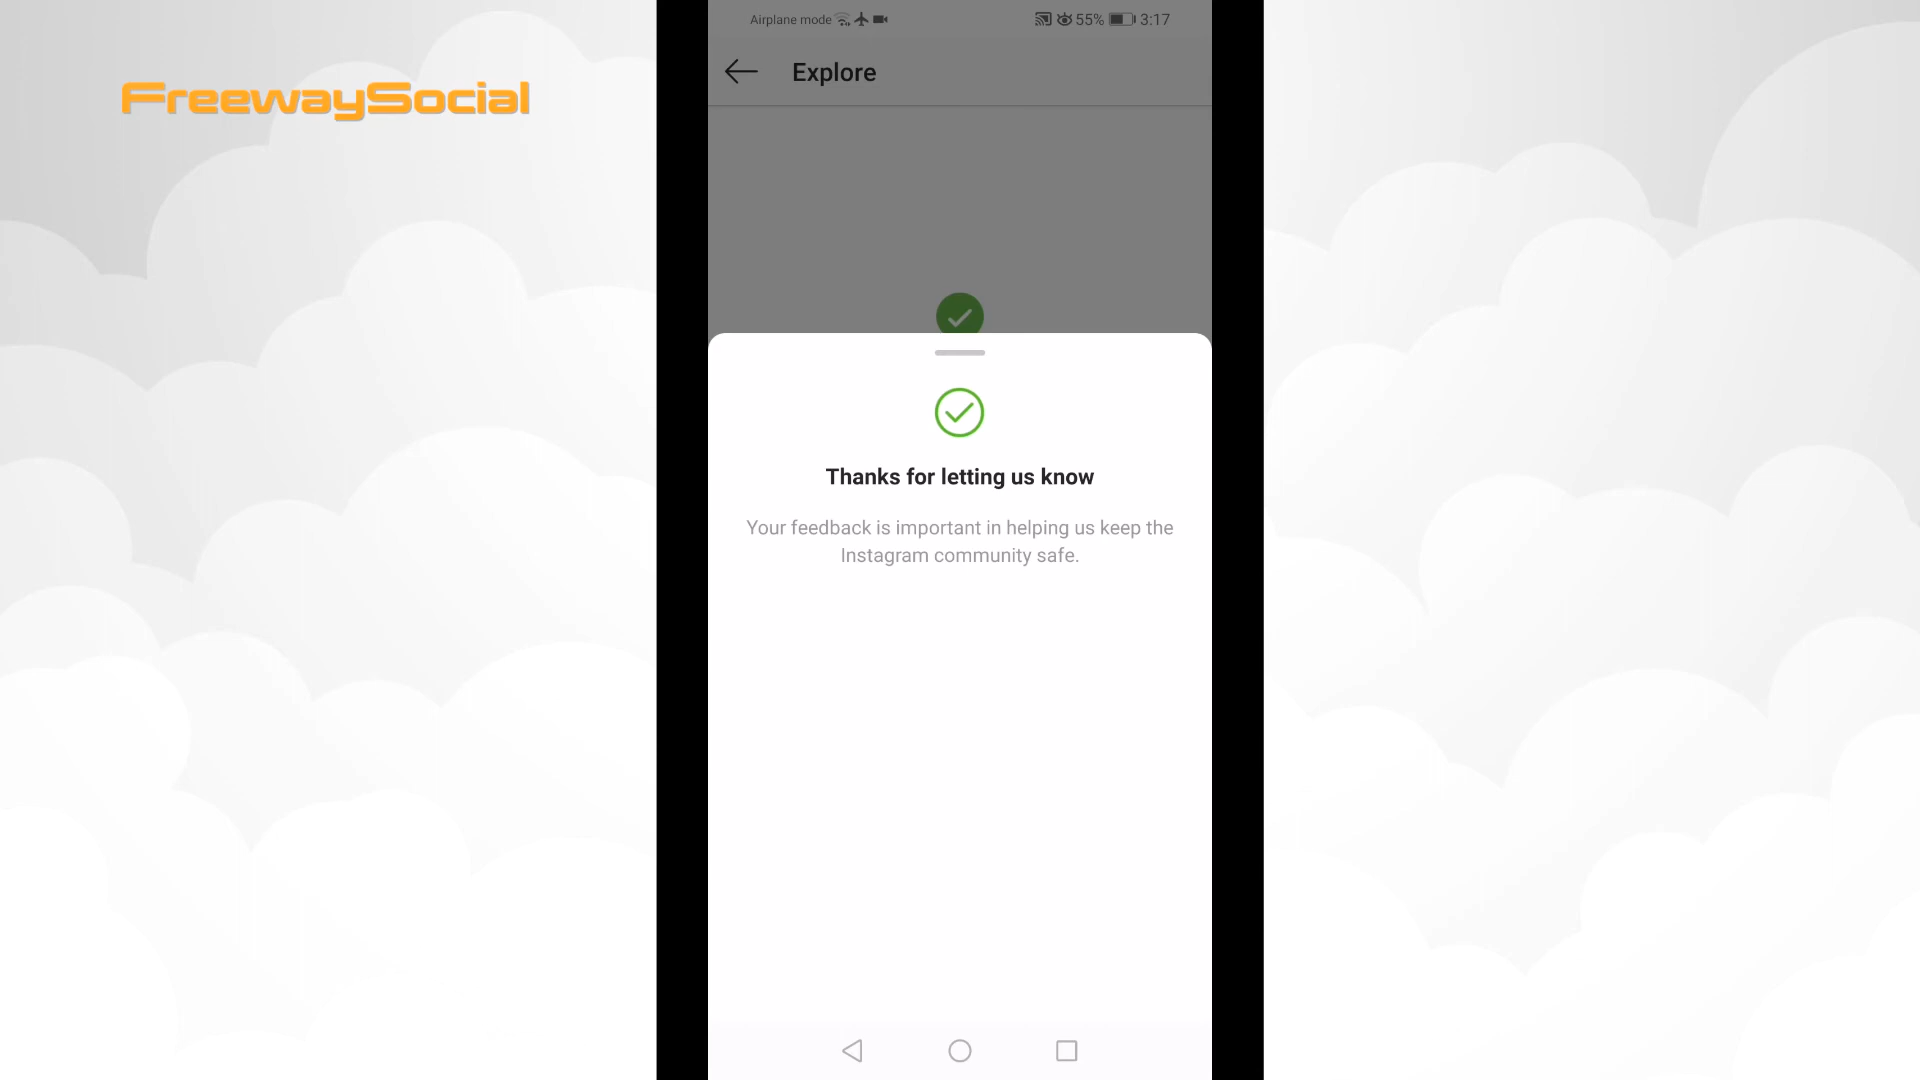 FreewaySocial
Airplane mode 55% 3:17
Explore
Thanks for letting us know
Your feedback is important in helping us keep the
Instagram community safe.